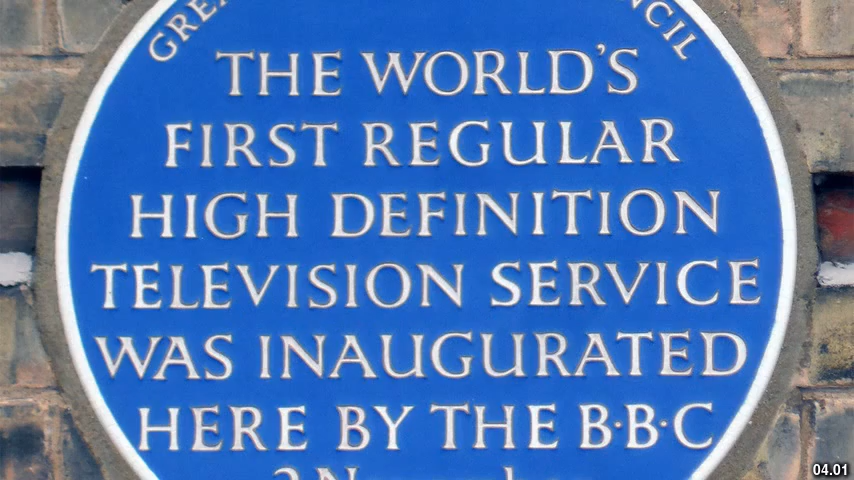 THE WORLD'S
FIRST REGULAR
HIGH DEFINITION
TELEVISION SERVICE
WAS INAUGURATED
HERE BY THE B·B·C
04.01